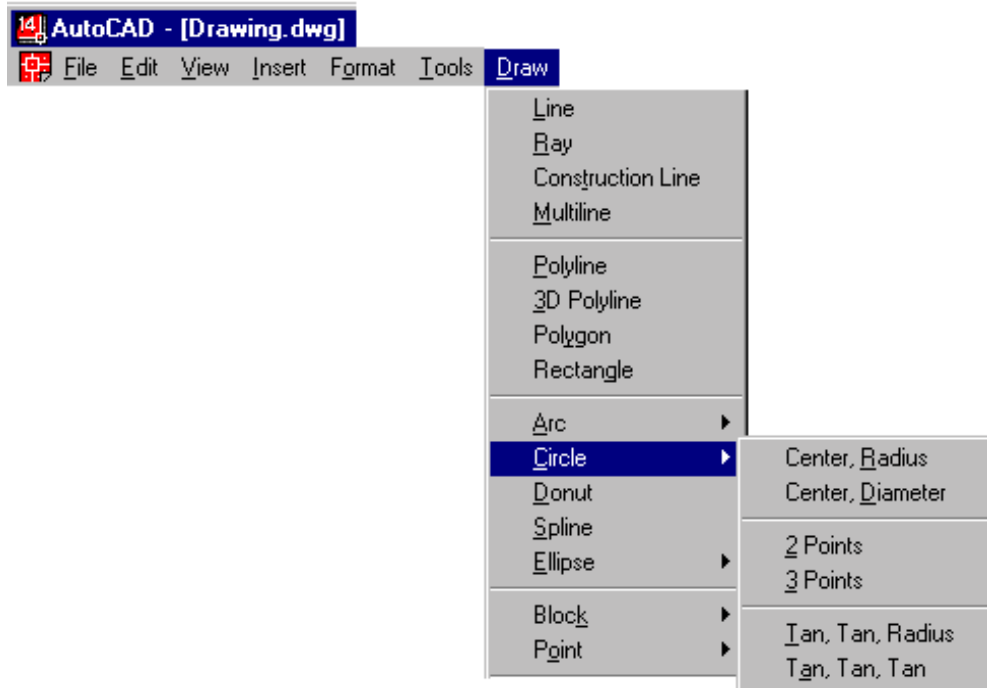 14 AutoCAD - [Drawing.dwg]
File Edit View Insert Format Tools Draw
Line
Ray
Construction Line
Multiline
Polyline
3D Polyline
Polygon
Rectangle
Arc
Circle
Donut
Spline
Ellipse
Block
Point
Center, Radius
Center, Diameter
2 Points
3 Points
Tan, Tan, Radius
Tan, Tan, Tan